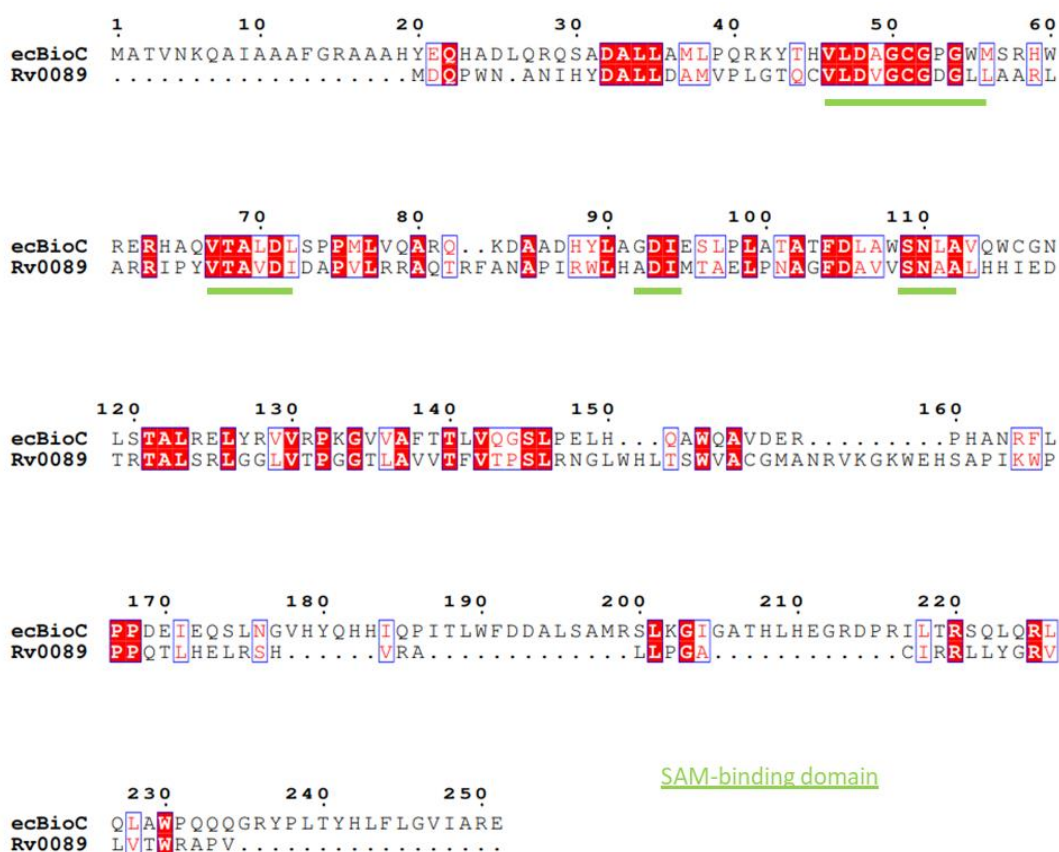 1 10 20 30 40 50 60
ecBioC MATVNKQAIAAAFGRAAAHYEQHADLQRQSADALLAMLPQRKYTHVLDAGCGPGWMSRHW
Rv0089 ...................MDQPWN.ANIHYDALLDAMVPLGTQCVLDVGCGDGLLAARL
70 80 90 100 110
ecBioC RERHAQVTALDLSPPMLVQARQ..KDAADHYLAGDIESLPLATATFDLAWSNLAVQWCGN
Rv0089 ARRIPYVTAVDIDAPVLRRAQTRFANAPIRWLHADIMTAELPNAGFDAVVSNAALHHIED
120 130 140 150 160
ecBioC LSTALRELYRVVRPKGVVAFTTLVQGSLPELH...QAWQAVDER.........PHANRFL
Rv0089 TRTALSRLGGLVTPGGTLAVVTFVTPSLRNGLWHLTSWVACGMANRVKGKWEHSAPIKWP
170 180 190 200 210 220
ecBioC PPDEIEQSLNGVHYQHHIQPITLWFDDALSAMRSLKGIGATHLHEGRDPRILTRSQLQRL
Rv0089 PPQTLHELRSH......VRA.............LLPGA............CIRRLLYGRV
SAM-binding domain
230 240 250
ecBioC QLAWPQQQGRYPLTYHLFLGVIARE
Rv0089 LVTWRAPV.................